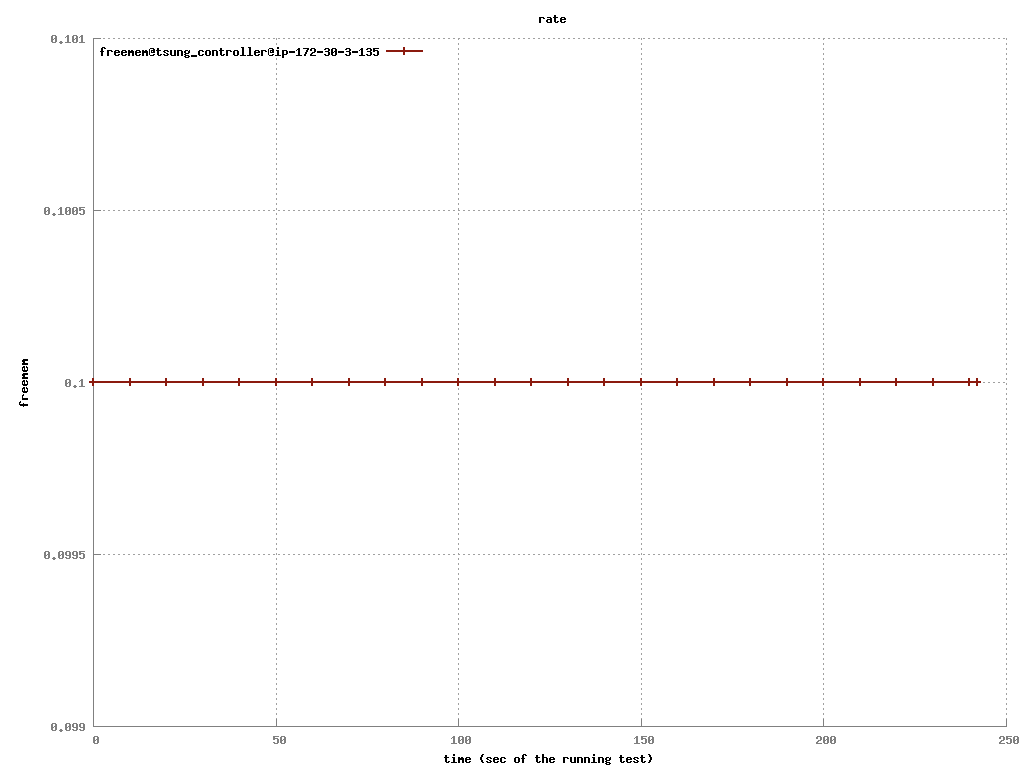 rate
0.101
freemem@tsung_controller@ip-172-30-3-135
0.1005
freemem
0.1
0.0995
0.099
0 50 100 150 200 250
time (sec of the running test)